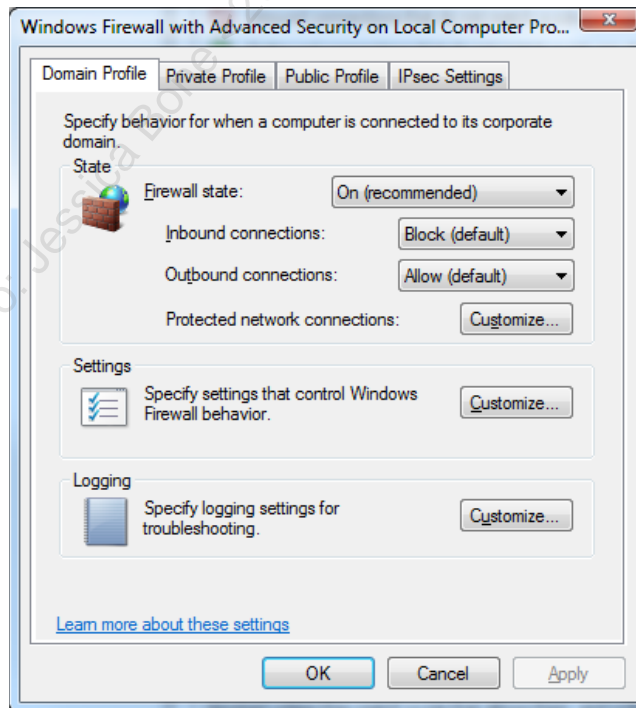 Windows Firewall with Advanced Security on Local Computer Pro...
Domain Profile
Private Profile
Public Profile
IPsec Settings
Specify behavior for when a computer is connected to its corporate
domain.
State
Firewall state:
On (recommended)
Inbound connections:
Block (default)
Outbound connections:
Allow (default)
Protected network connections:
Customize...
Settings
Specify settings that control Windows
Firewall behavior.
Customize...
Logging
Specify logging settings for
troubleshooting.
Customize...
Learn more about these settings
OK
Cancel
Apply
o: Jessica Bone